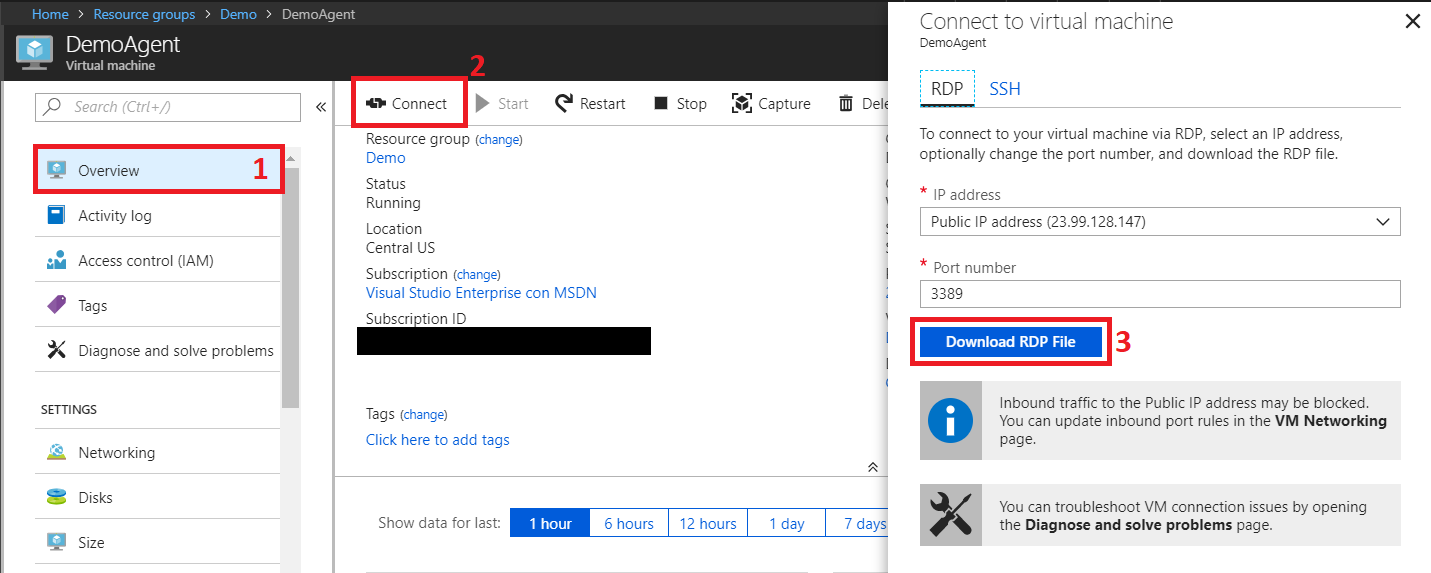 Home > Resource groups > Demo > DemoAgent
DemoAgent
Virtual machine
Search (Ctrl+/)
«
Overview
1
Activity log
Access control (IAM)
Tags
Diagnose and solve problems
SETTINGS
Networking
Disks
Size
2
Connect
Start
Restart
Stop
Capture
Resource group (change)
Demo
Status
Running
Location
Central US
Subscription (change)
Visual Studio Enterprise con MSDN
Subscription ID
Tags (change)
Click here to add tags
Show data for last:
1 hour
6 hours
12 hours
1 day
7 days
Connect to virtual machine
DemoAgent
RDP
SSH
To connect to your virtual machine via RDP, select an IP address,
optionally change the port number, and download the RDP file.
* IP address
Public IP address (23.99.128.147)
* Port number
3389
Download RDP File
3
Inbound traffic to the Public IP address may be blocked.
You can update inbound port rules in the VM Networking
page.
You can troubleshoot VM connection issues by opening
the Diagnose and solve problems page.